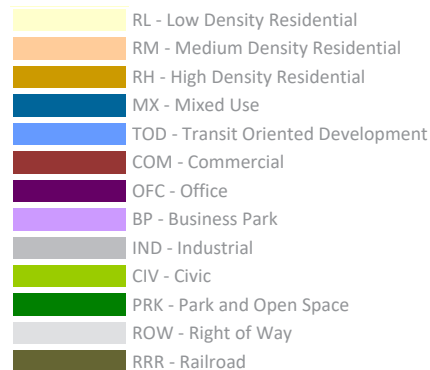 RL - Low Density Residential
RM - Medium Density Residential
RH - High Density Residential
MX - Mixed Use
TOD - Transit Oriented Development
COM - Commercial
OFC - Office
BP - Business Park
IND - Industrial
CIV - Civic
PRK - Park and Open Space
ROW - Right of Way
RRR - Railroad